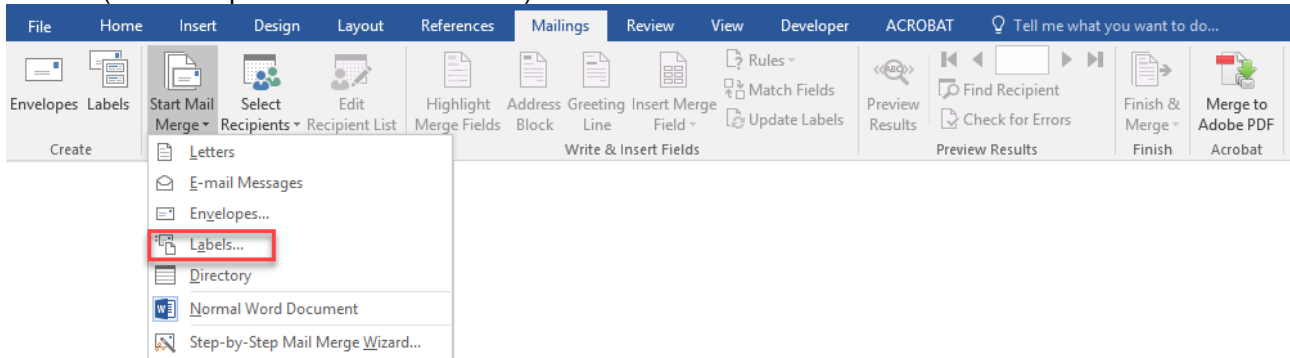 File Home Insert Design Layout References Mailings Review View Developer ACROBAT Tell me what you want to do...
Envelopes Labels Start Mail Merge Select Recipients Edit Recipient List Highlight Merge Fields Address Block Greeting Line Insert Merge Field
Rules
Match Fields
Update Labels
«ABC»
Preview Results
Find Recipient
Check for Errors
Finish & Merge
Merge to Adobe PDF
Create Write & Insert Fields Preview Results Finish Acrobat
Letters
E-mail Messages
Envelopes...
Labels...
Directory
Normal Word Document
Step-by-Step Mail Merge Wizard...